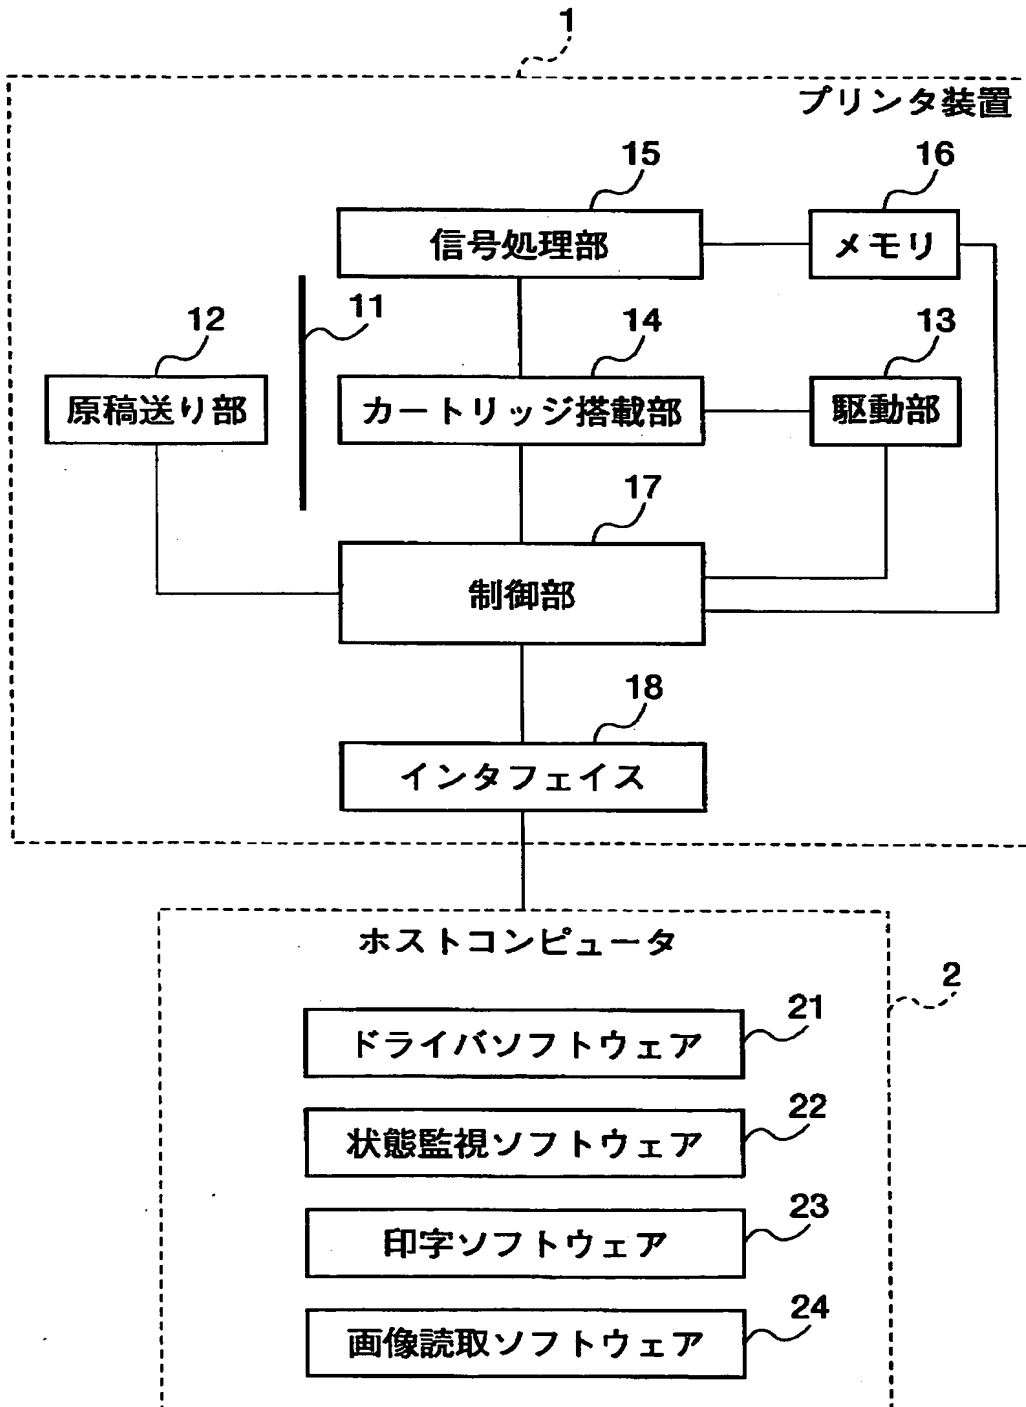 1
プリンタ装置
15
16
信号処理部
メモリ
11
12
14
13
原稿送り部
カートリッジ搭載部
駆動部
17
制御部
18
インタフェイス
ホストコンピュータ
2
21
ドライバソフトウェア
22
状態監視ソフトウェア
23
印字ソフトウェア
24
画像読取ソフトウェア